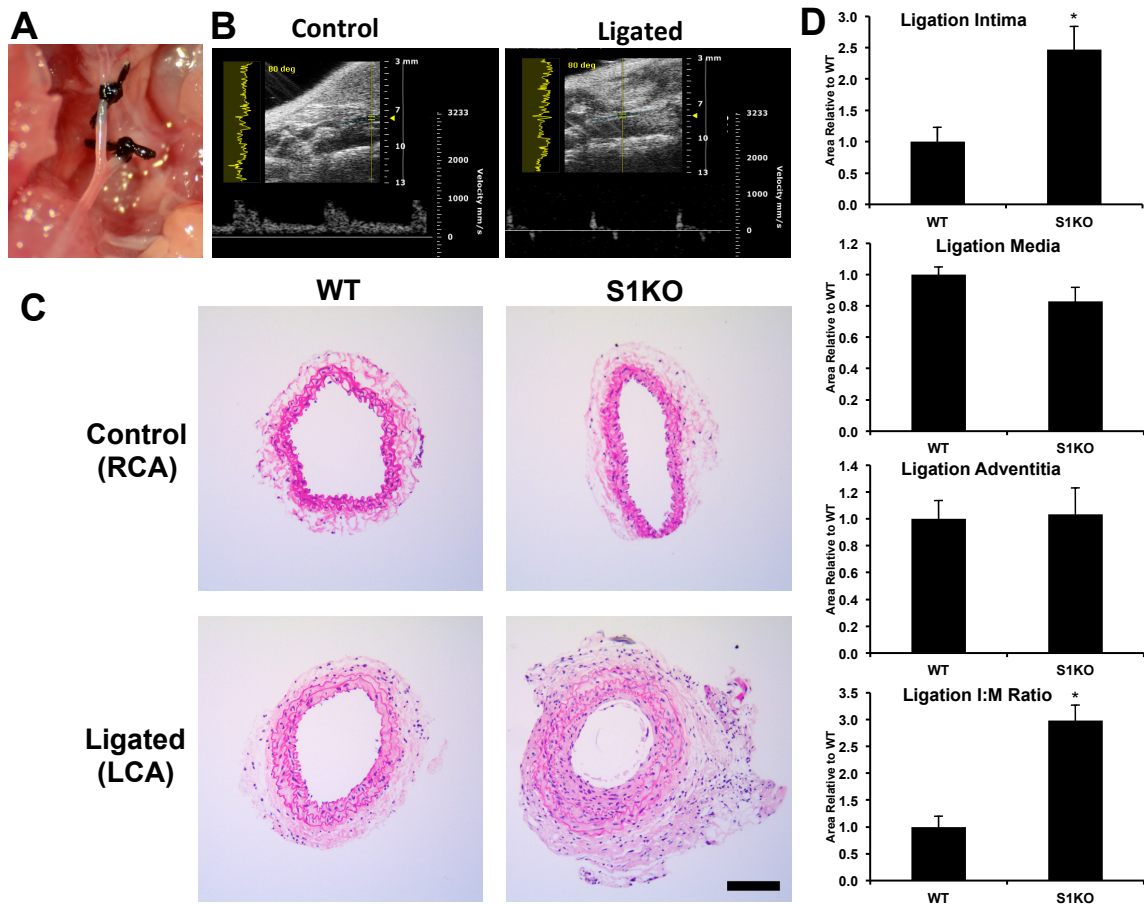 A
B
Control
Ligated
80 deg
3 mm
7
10
13
3233
2000
1000
0
Velocity mm/s
80 deg
3 mm
7
10
13
3233
2000
1000
0
Velocity mm/s
C
WT
S1KO
Control
(RCA)
Ligated
(LCA)
D
Ligation Intima
*
Area Relative to WT
3.0
2.5
2.0
1.5
1.0
0.5
0.0
WT
S1KO
Ligation Media
Area Relative to WT
1.2
1.0
0.8
0.6
0.4
0.2
0.0
WT
S1KO
Ligation Adventitia
Area Relative to WT
1.4
1.2
1.0
0.8
0.6
0.4
0.2
0.0
WT
S1KO
Ligation I:M Ratio
*
Area Relative to WT
3.5
3.0
2.5
2.0
1.5
1.0
0.5
0.0
WT
S1KO